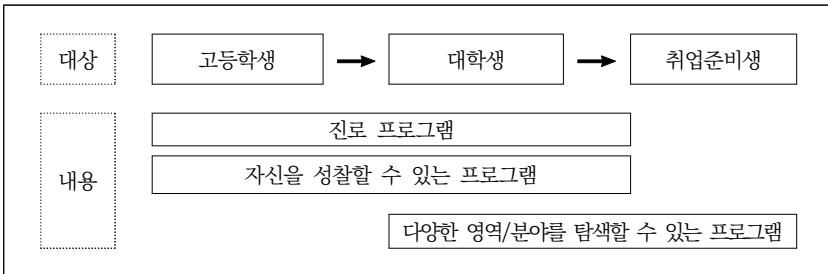 대상 고등학생 대학생 취업준비생
내용
진로 프로그램
자신을 성찰할 수 있는 프로그램
다양한 영역/분야를 탐색할 수 있는 프로그램